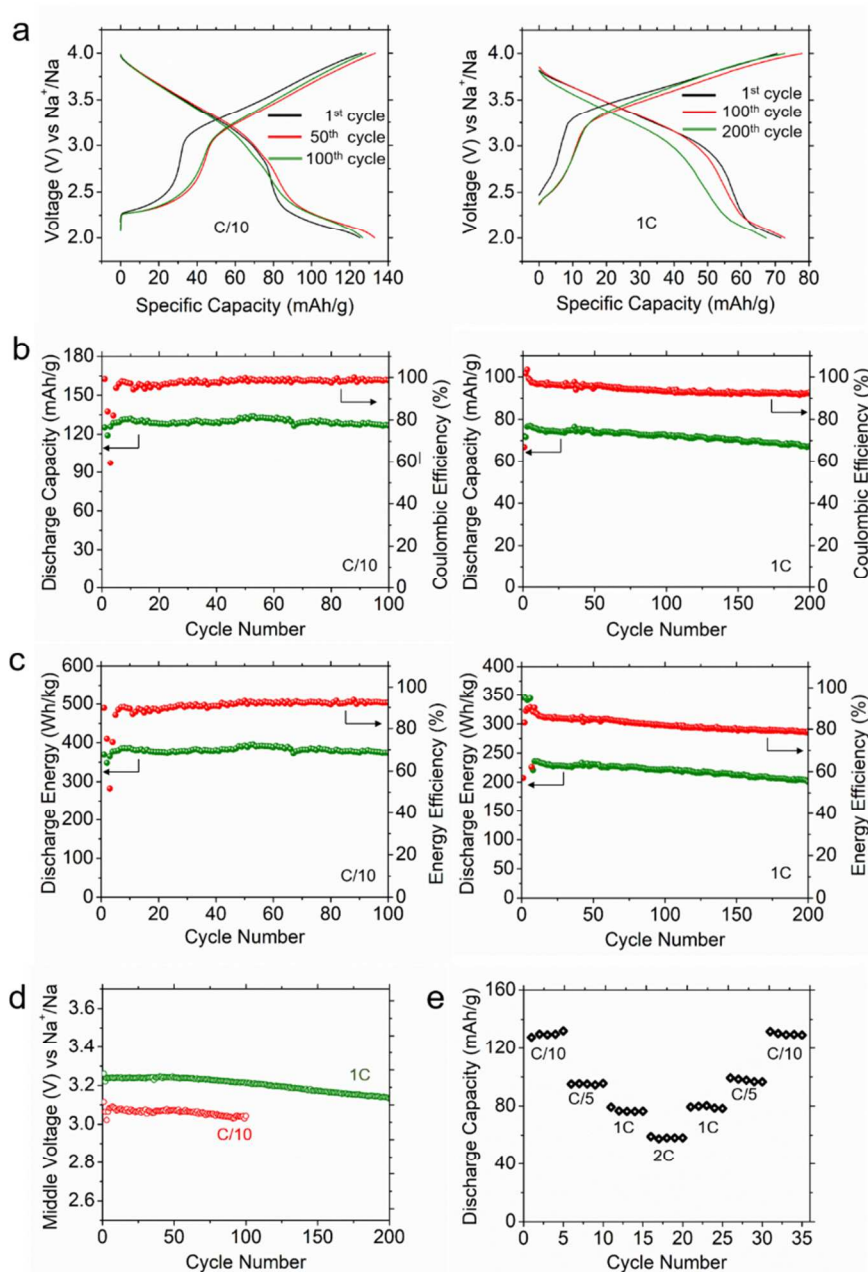 a
4.0
3.5
3.0
2.5
2.0
Voltage (V) vs Na⁺/Na
1ˢᵗ cycle
50ᵗʰ cycle
100ᵗʰ cycle
C/10
0 20 40 60 80 100 120 140
Specific Capacity (mAh/g)
4.0
3.5
3.0
2.5
2.0
Voltage (V) vs Na⁺/Na
1ˢᵗ cycle
100ᵗʰ cycle
200ᵗʰ cycle
1C
0 10 20 30 40 50 60 70 80
Specific Capacity (mAh/g)
b
180
150
120
90
60
30
0
Discharge Capacity (mAh/g)
100
80
60
40
20
0
Coulombic Efficiency (%)
C/10
0 20 40 60 80 100
Cycle Number
100
80
60
40
20
0
Discharge Capacity (mAh/g)
100
80
60
40
20
0
Coulombic Efficiency (%)
1C
0 50 100 150 200
Cycle Number
c
600
500
400
300
200
100
0
Discharge Energy (Wh/kg)
100
80
60
40
20
0
Energy Efficiency (%)
C/10
0 20 40 60 80 100
Cycle Number
400
350
300
250
200
150
100
50
0
Discharge Energy (Wh/kg)
100
80
60
40
20
0
Energy Efficiency (%)
1C
0 50 100 150 200
Cycle Number
d
3.6
3.4
3.2
3.0
2.8
2.6
Middle Voltage (V) vs Na⁺/Na
1C
C/10
0 50 100 150 200
Cycle Number
e
160
120
80
40
0
Discharge Capacity (mAh/g)
C/10
C/5
1C
2C
1C
C/5
C/10
0 5 10 15 20 25 30 35
Cycle Number